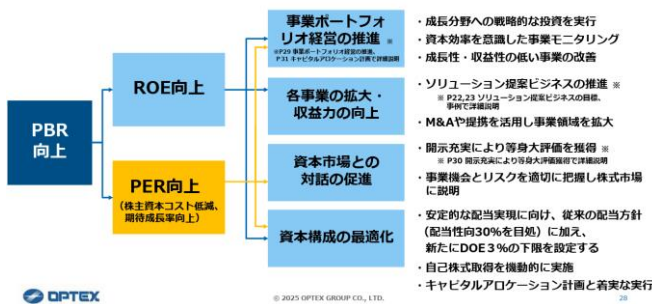 PBR
向上
ROE向上
PER向上
(株主資本コスト低減、
期待成長率向上)
事業ポートフォ
リオ経営の推進 ※
※P29 事業ポートフォリオ経営の推進、
P31 キャピタルアロケーション計画で詳細説明
・成長分野への戦略的な投資を実行
・資本効率を意識した事業モニタリング
・成長性・収益性の低い事業の改善
各事業の拡大・
収益力の向上
・ソリューション提案ビジネスの推進 ※
※ P22,23 ソリューション提案ビジネスの目標、
事例で詳細説明
・M&Aや提携を活用し事業領域を拡大
資本市場との
対話の促進
・開示充実により等身大評価を獲得 ※
※ P30 開示充実により等身大評価獲得で詳細説明
・事業機会とリスクを適切に把握し株式市場
に説明
資本構成の最適化
・安定的な配当実現に向け、従来の配当方針
(配当性向30%を目処)に加え、
新たにDOE３%の下限を設定する
・自己株式取得を機動的に実施
・キャピタルアロケーション計画と着実な実行
OPTEX
© 2025 OPTEX GROUP CO., LTD.
28